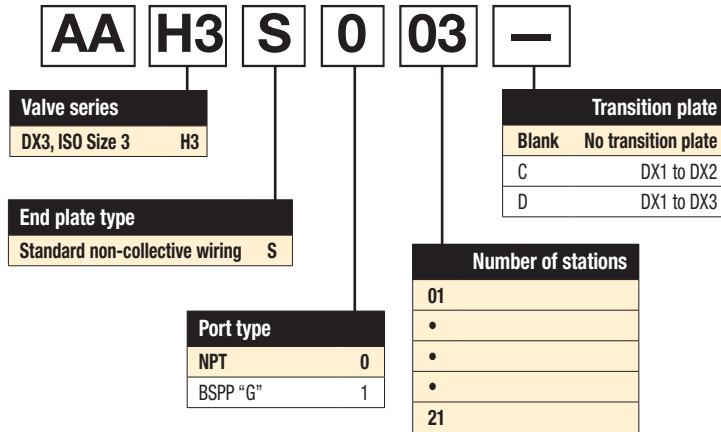 AA H3 S 0 03 —
Valve series
DX3, ISO Size 3 H3
End plate type
Standard non-collective wiring S
Port type
NPT 0
BSPP “G” 1
Number of stations
01
•
•
•
21
Transition plate
Blank No transition plate
C DX1 to DX2
D DX1 to DX3